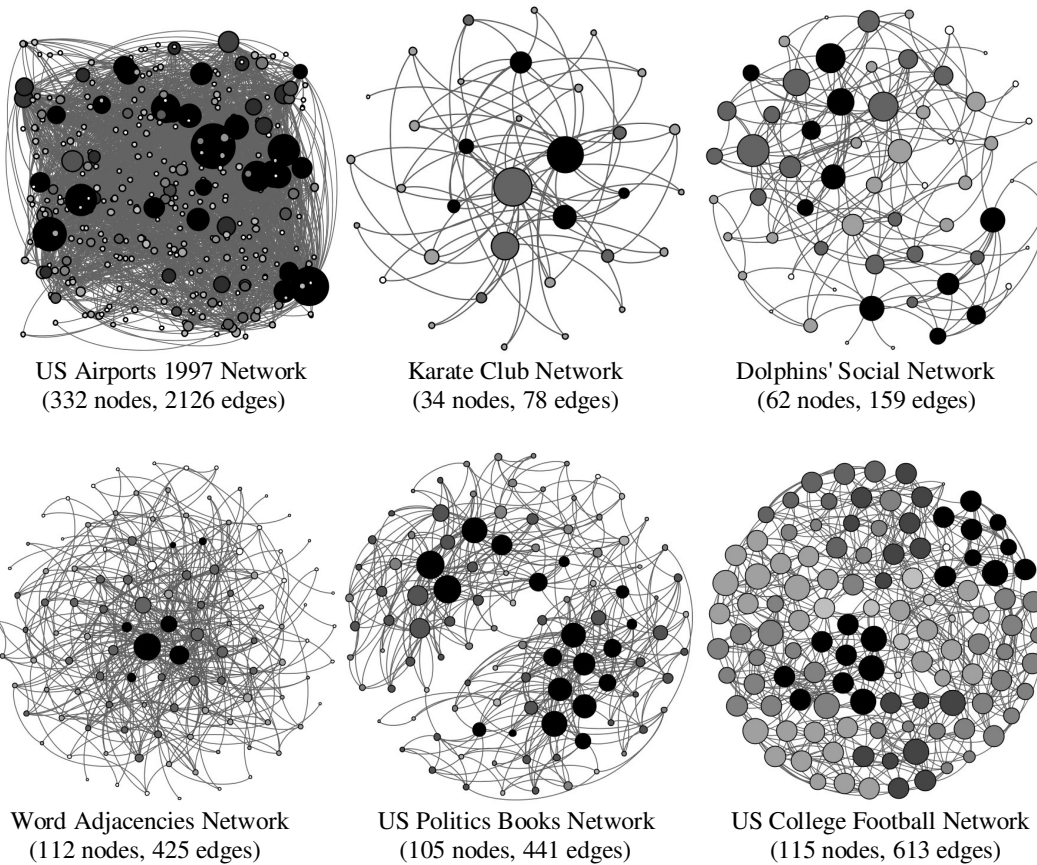 US Airports 1997 Network
(332 nodes, 2126 edges)
Karate Club Network
(34 nodes, 78 edges)
Dolphins' Social Network
(62 nodes, 159 edges)
Word Adjacencies Network
(112 nodes, 425 edges)
US Politics Books Network
(105 nodes, 441 edges)
US College Football Network
(115 nodes, 613 edges)